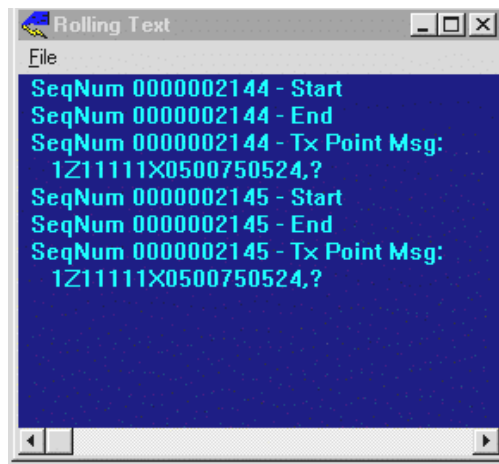 Rolling Text
File
SeqNum 0000002144 - Start
SeqNum 0000002144 - End
SeqNum 0000002144 - Tx Point Msg:
1Z11111X0500750524,?
SeqNum 0000002145 - Start
SeqNum 0000002145 - End
SeqNum 0000002145 - Tx Point Msg:
1Z11111X0500750524,?